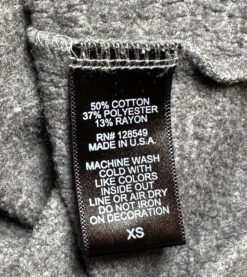 50% COTTON
37% POLYESTER
13% RAYON
RN# 128549
MADE IN U.S.A.
MACHINE WASH
COLD WITH
LIKE COLORS
INSIDE OUT
LINE OR AIR DRY
DO NOT IRON
ON DECORATION
XS